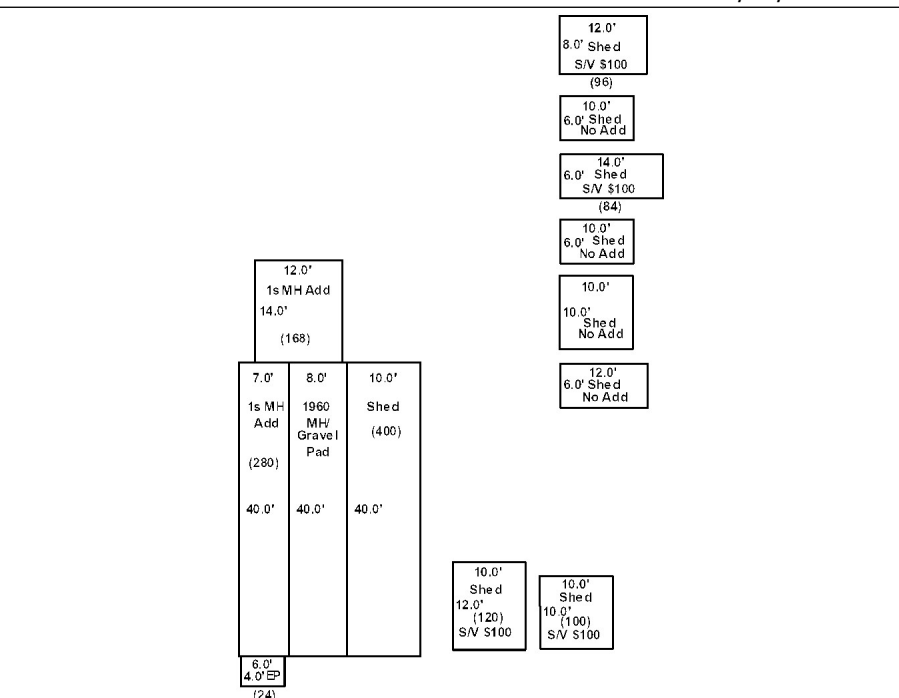 12.0'
8.0' Shed
S/V $100
(96)
10.0'
6.0' Shed
No Add
14.0'
6.0' Shed
S/V $100
(84)
10.0'
6.0' Shed
No Add
10.0'
10.0'
Shed
No Add
12.0'
6.0' Shed
No Add
12.0'
1s MH Add
14.0'
(168)
7.0'
1s MH
Add
(280)
40.0'
8.0'
1960
MH/
Gravel
Pad
40.0'
10.0'
Shed
(400)
40.0'
10.0'
Shed
12.0'
(120)
S/V $100
10.0'
Shed
10.0'
(100)
S/V $100
6.0'
4.0' EP
(24)